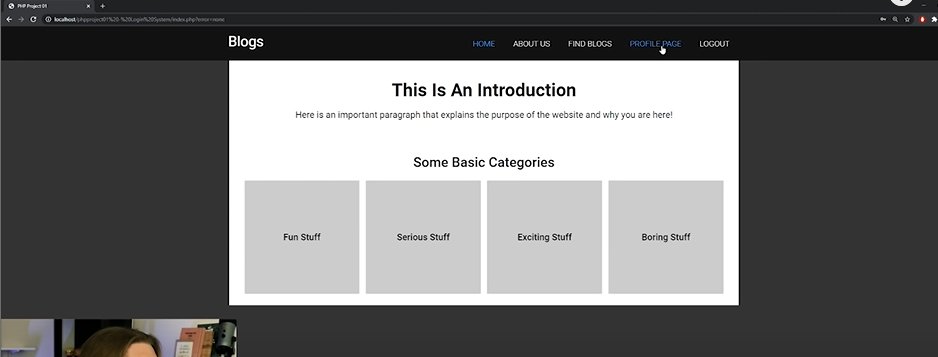 PHP Project 01
localhost/phpproject01%20-%20Login%20System/index.php?error=none
Blogs
HOME
ABOUT US
FIND BLOGS
PROFILE PAGE
LOGOUT
This Is An Introduction
Here is an important paragraph that explains the purpose of the website and why you are here!
Some Basic Categories
Fun Stuff
Serious Stuff
Exciting Stuff
Boring Stuff